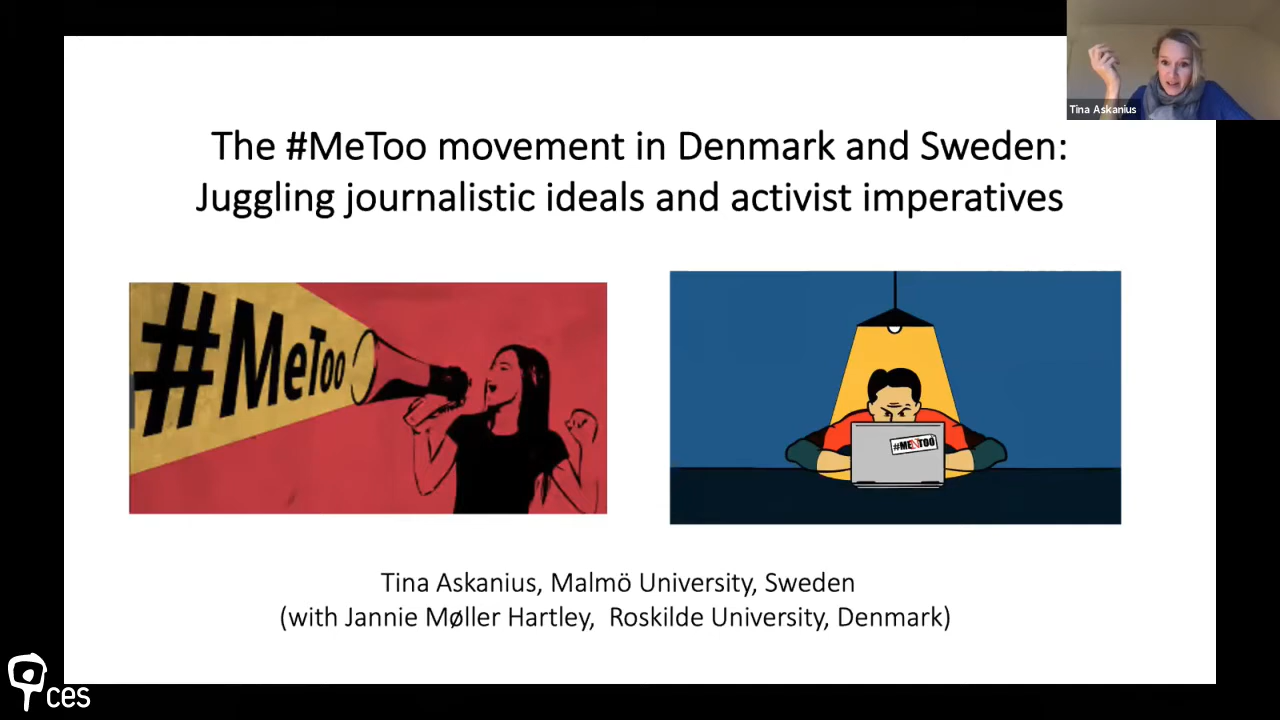 Tina Askanius
The #MeToo movement in Denmark and Sweden:
Juggling journalistic ideals and activist imperatives
#MeToo
#MENTOO
Tina Askanius, Malmö University, Sweden
(with Jannie Møller Hartley, Roskilde University, Denmark)
ces